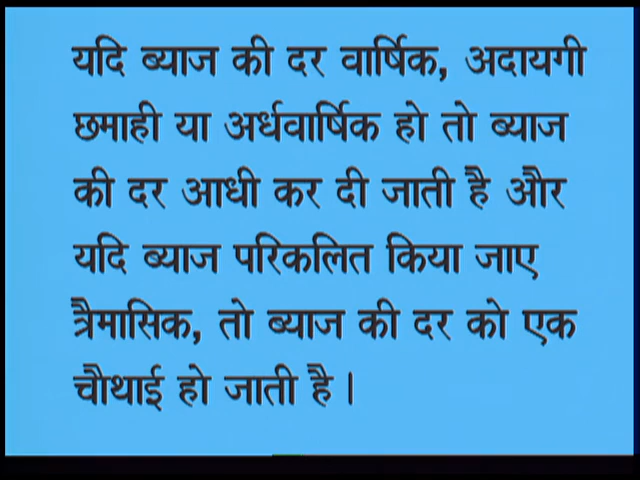 यदि ब्याज की दर वार्षिक, अदायगी
छमाही या अर्धवार्षिक हो तो ब्याज
की दर आधी कर दी जाती है और
यदि ब्याज परिकलित किया जाए
त्रैमासिक, तो ब्याज की दर को एक
चौथाई हो जाती है।